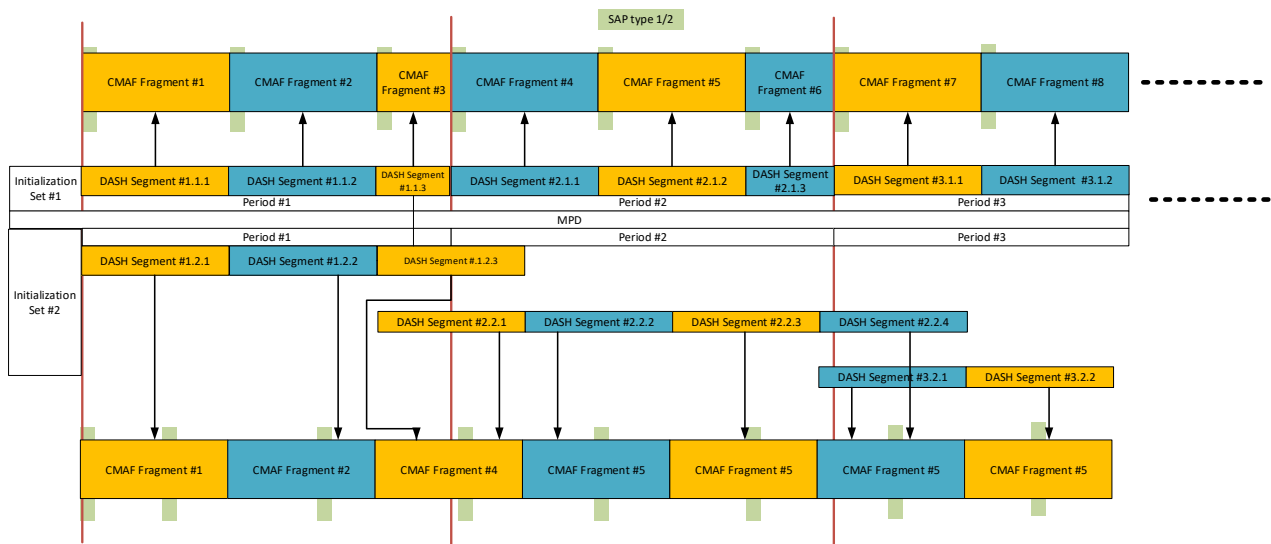 SAP type 1/2
CMAF Fragment #1
CMAF Fragment #2
CMAF
Fragment #3
CMAF Fragment #4
CMAF Fragment #5
CMAF
Fragment #6
CMAF Fragment #7
CMAF Fragment #8
Initialization
Set #1
DASH Segment #1.1.1
DASH Segment #1.1.2
DASH Segment
#1.1.3
DASH Segment #2.1.1
DASH Segment #2.1.2
DASH Segment
#2.1.3
DASH Segment #3.1.1
DASH Segment #3.1.2
Period #1
Period #2
Period #3
MPD
Period #1
Period #2
Period #3
Initialization
Set #2
DASH Segment #1.2.1
DASH Segment #1.2.2
DASH Segment #.1.2.3
DASH Segment #2.2.1
DASH Segment #2.2.2
DASH Segment #2.2.3
DASH Segment #2.2.4
DASH Segment #3.2.1
DASH Segment #3.2.2
CMAF Fragment #1
CMAF Fragment #2
CMAF Fragment #4
CMAF Fragment #5
CMAF Fragment #5
CMAF Fragment #5
CMAF Fragment #5